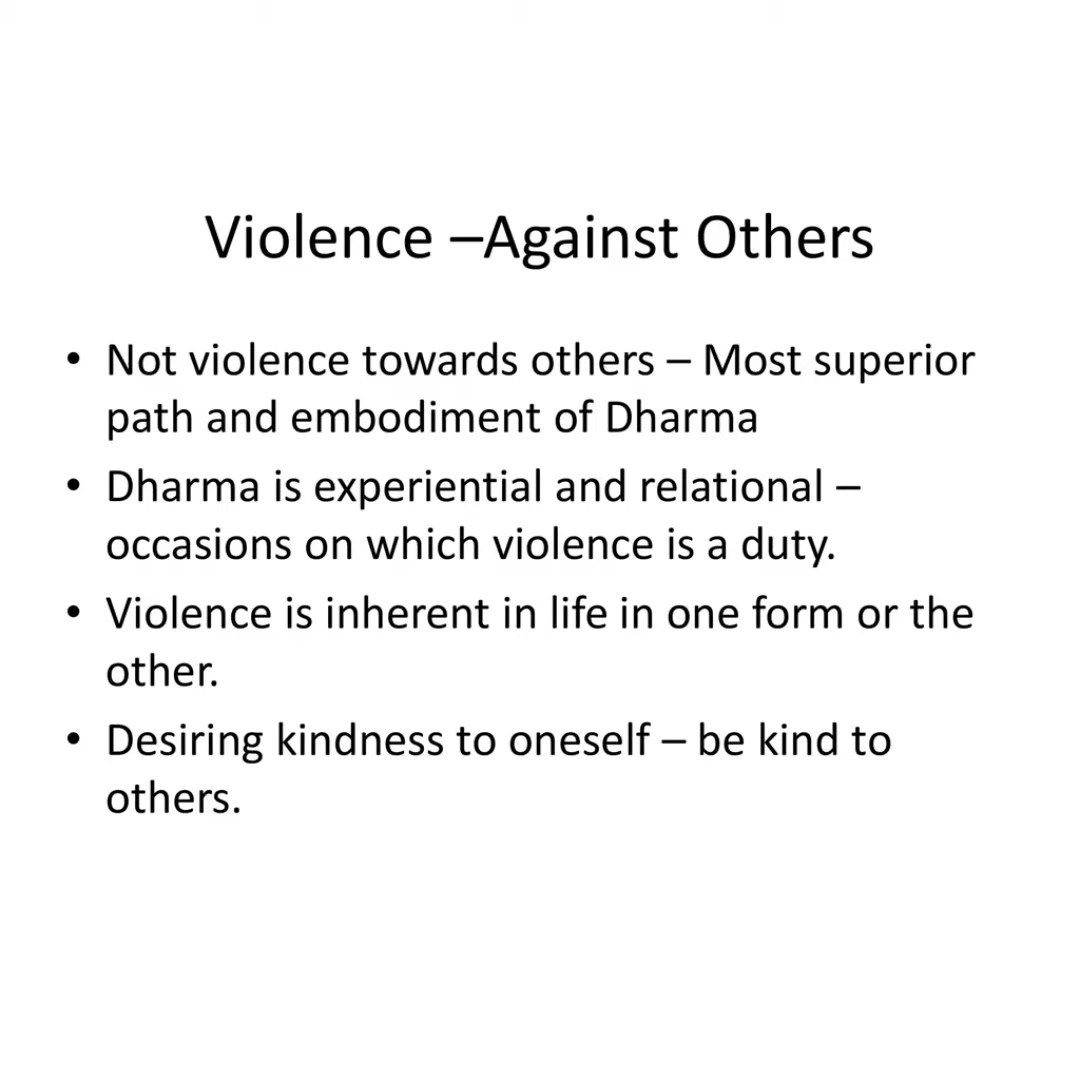 Violence –Against Others
• Not violence towards others – Most superior
path and embodiment of Dharma
• Dharma is experiential and relational –
occasions on which violence is a duty.
• Violence is inherent in life in one form or the
other.
• Desiring kindness to oneself – be kind to
others.